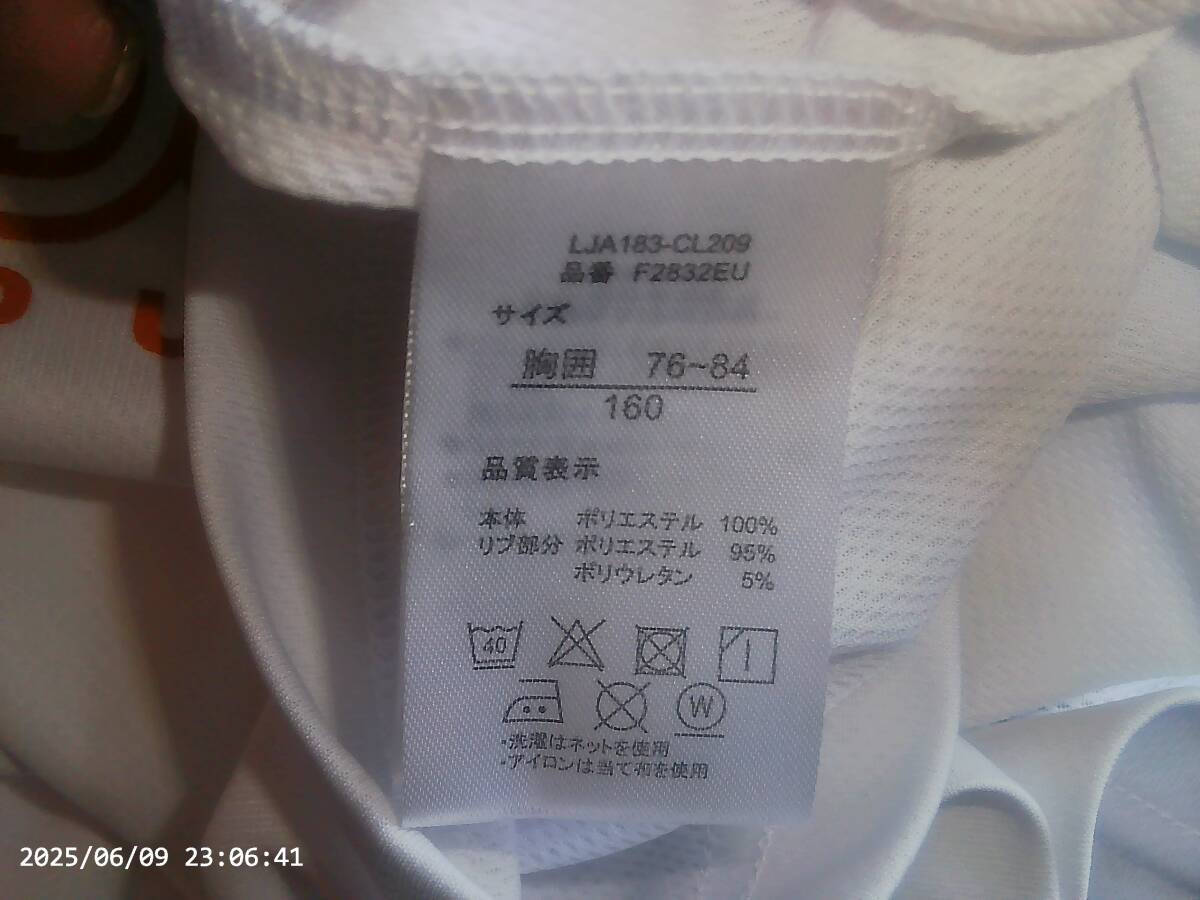 LJA183-CL209
品番 F2832EU
サイズ
胸囲 76~84
160
品質表示
本体 ポリエステル 100%
リブ部分 ポリエステル 95%
ポリウレタン 5%
40
W
・洗濯はネットを使用
・アイロンは当て布を使用
2025/06/09 23:06:41